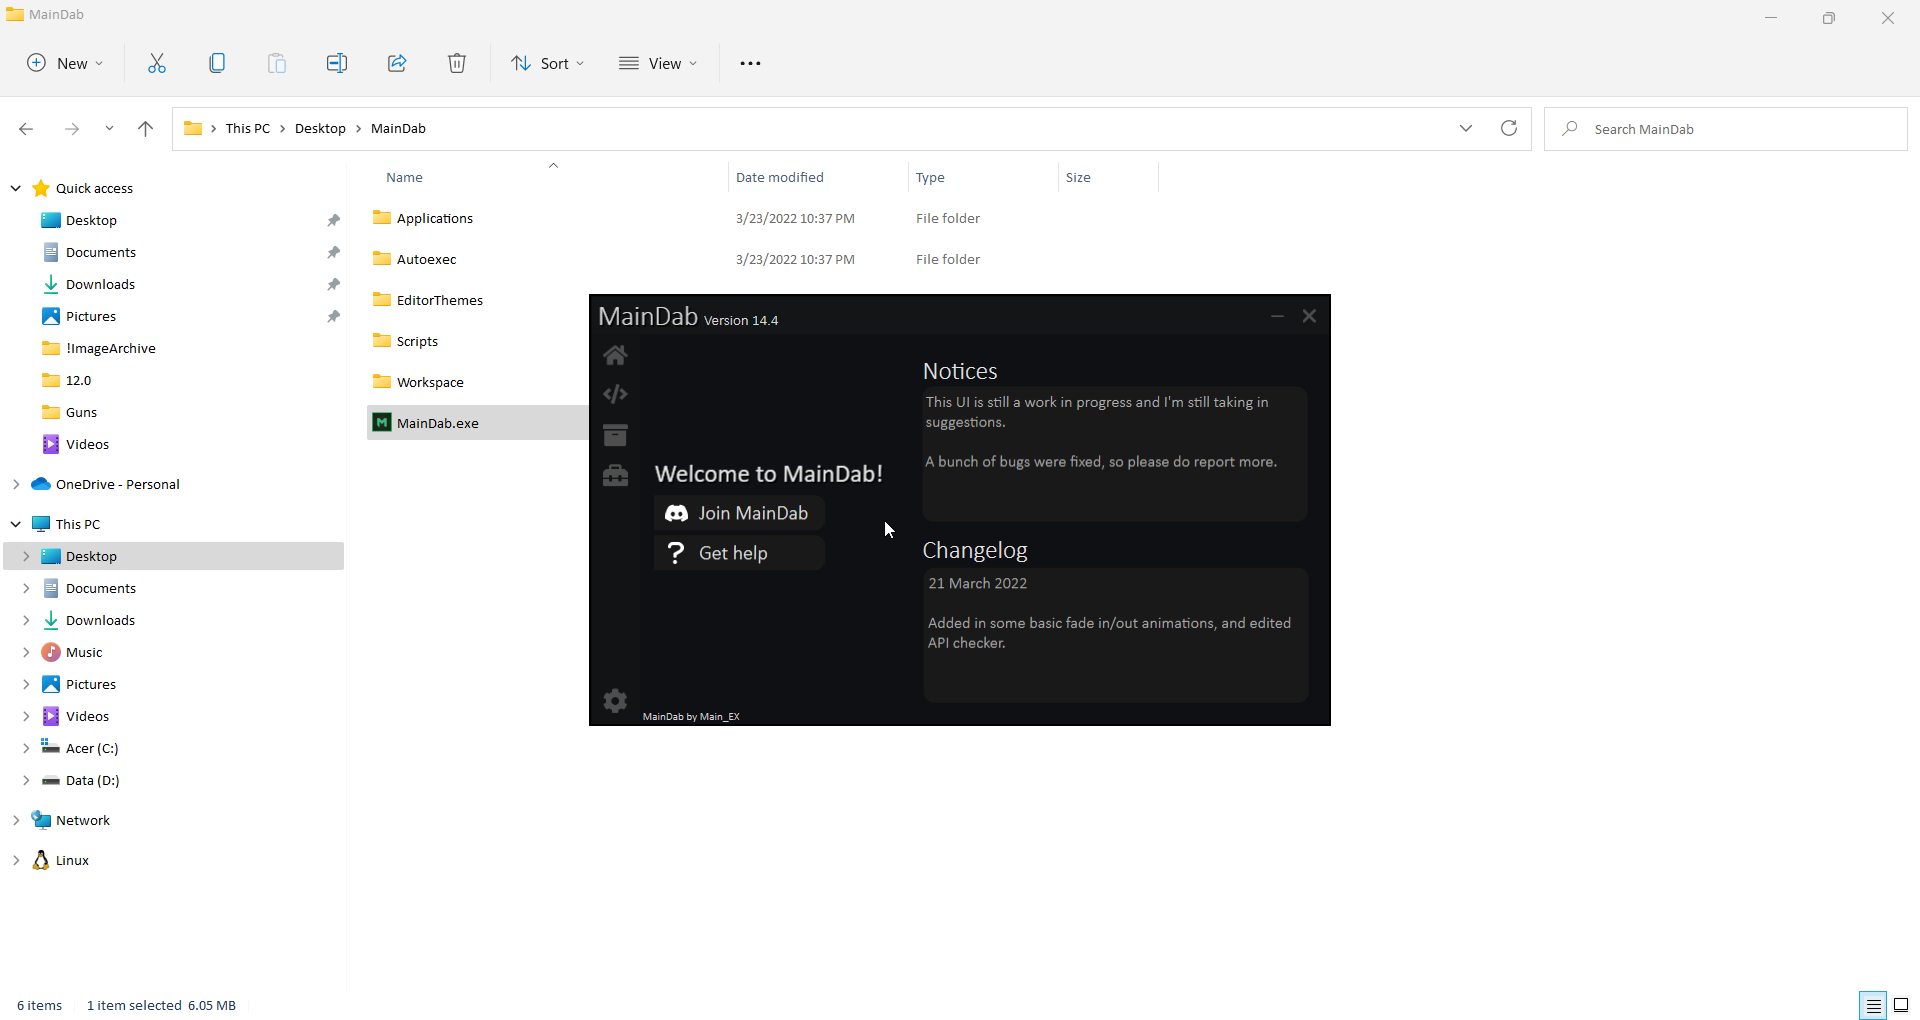 MainDab
New
Sort
View
This PC > Desktop > MainDab
Search MainDab
Name
Date modified
Type
Size
Quick access
Desktop
Documents
Downloads
Pictures
!ImageArchive
12.0
Guns
Videos
OneDrive - Personal
This PC
Desktop
Documents
Downloads
Music
Pictures
Videos
Acer (C:)
Data (D:)
Network
Linux
Applications 3/23/2022 10:37 PM File folder
Autoexec 3/23/2022 10:37 PM File folder
EditorThemes
Scripts
Workspace
MainDab.exe
MainDab Version 14.4
Welcome to MainDab!
Join MainDab
Get help
Notices
This UI is still a work in progress and I'm still taking in
suggestions.
A bunch of bugs were fixed, so please do report more.
Changelog
21 March 2022
Added in some basic fade in/out animations, and edited
API checker.
MainDab by Main_EX
6 items
1 item selected 6.05 MB